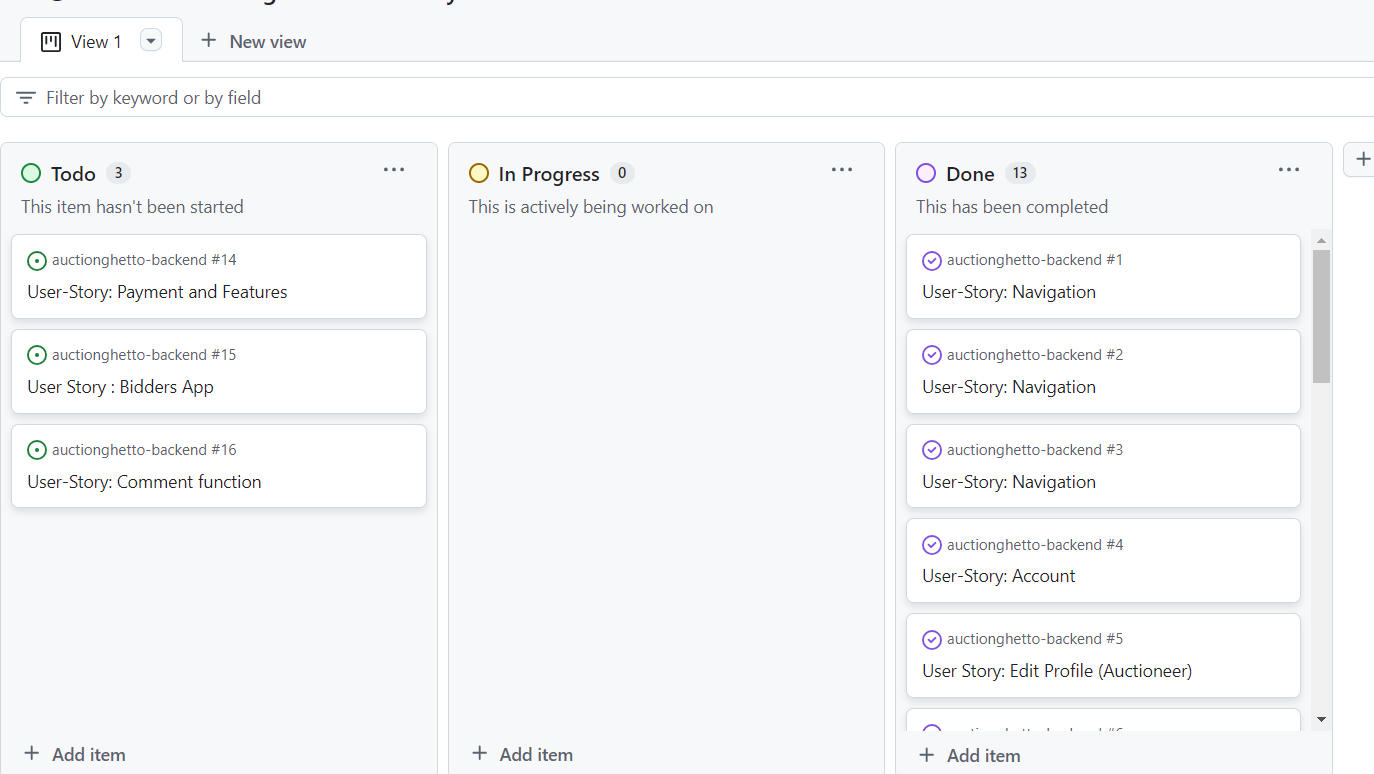 View 1
New view
Filter by keyword or by field
Todo 3
This item hasn't been started
auctionghetto-backend #14
User-Story: Payment and Features
auctionghetto-backend #15
User Story : Bidders App
auctionghetto-backend #16
User-Story: Comment function
Add item
In Progress 0
This is actively being worked on
Add item
Done 13
This has been completed
auctionghetto-backend #1
User-Story: Navigation
auctionghetto-backend #2
User-Story: Navigation
auctionghetto-backend #3
User-Story: Navigation
auctionghetto-backend #4
User-Story: Account
auctionghetto-backend #5
User Story: Edit Profile (Auctioneer)
Add item